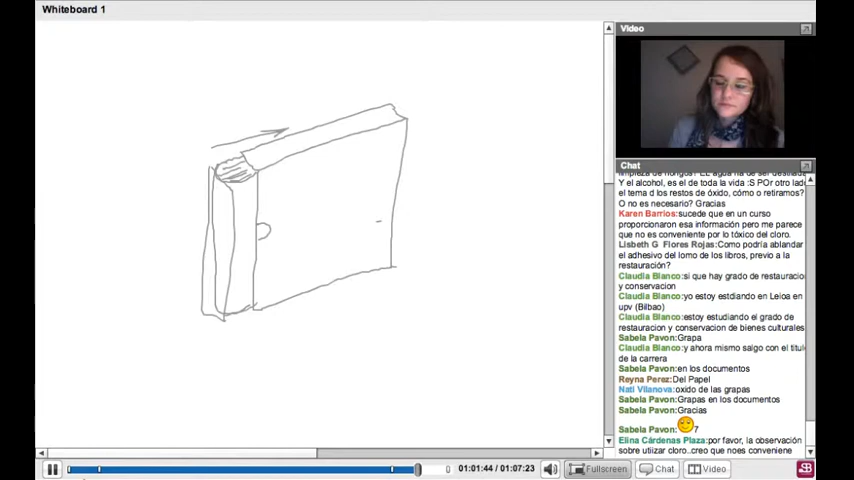 Whiteboard 1
Video
Chat
limpieza de hongos? EL agua ha de ser destilada
Y el alcohol, es el de toda la vida :S POr otro lado
el tema d los restos de óxido, cómo o retiramos?
O no es necesario? Gracias
Karen Barrios:sucede que en un curso
proporcionaron esa información pero me parece
que no es conveniente por lo tóxico del cloro.
Lisbeth G Flores Rojas:Como podría ablandar
el adhesivo del lomo de los libros, previo a la
restauración?
Claudia Blanco:si que hay grado de restauracio
y conservacion
Claudia Blanco:yo estoy estdiando en Leioa en
upv (Bilbao)
Claudia Blanco:estoy estudiando el grado de
restauracion y conservacion de bienes culturales
Sabela Pavon:Grapa
Claudia Blanco:y ahora mismo salgo con el titulo
de la carrera
Sabela Pavon:en los documentos
Reyna Perez:Del Papel
Nati Vilanova:oxido de las grapas
Sabela Pavon:Grapas en los documentos
Sabela Pavon:Gracias
Sabela Pavon: 7
Elina Cárdenas Plaza:por favor, la observación
sobre utiizar cloro..creo que noes conveniente
01:01:44 / 01:07:23
Fullscreen
Chat
Video